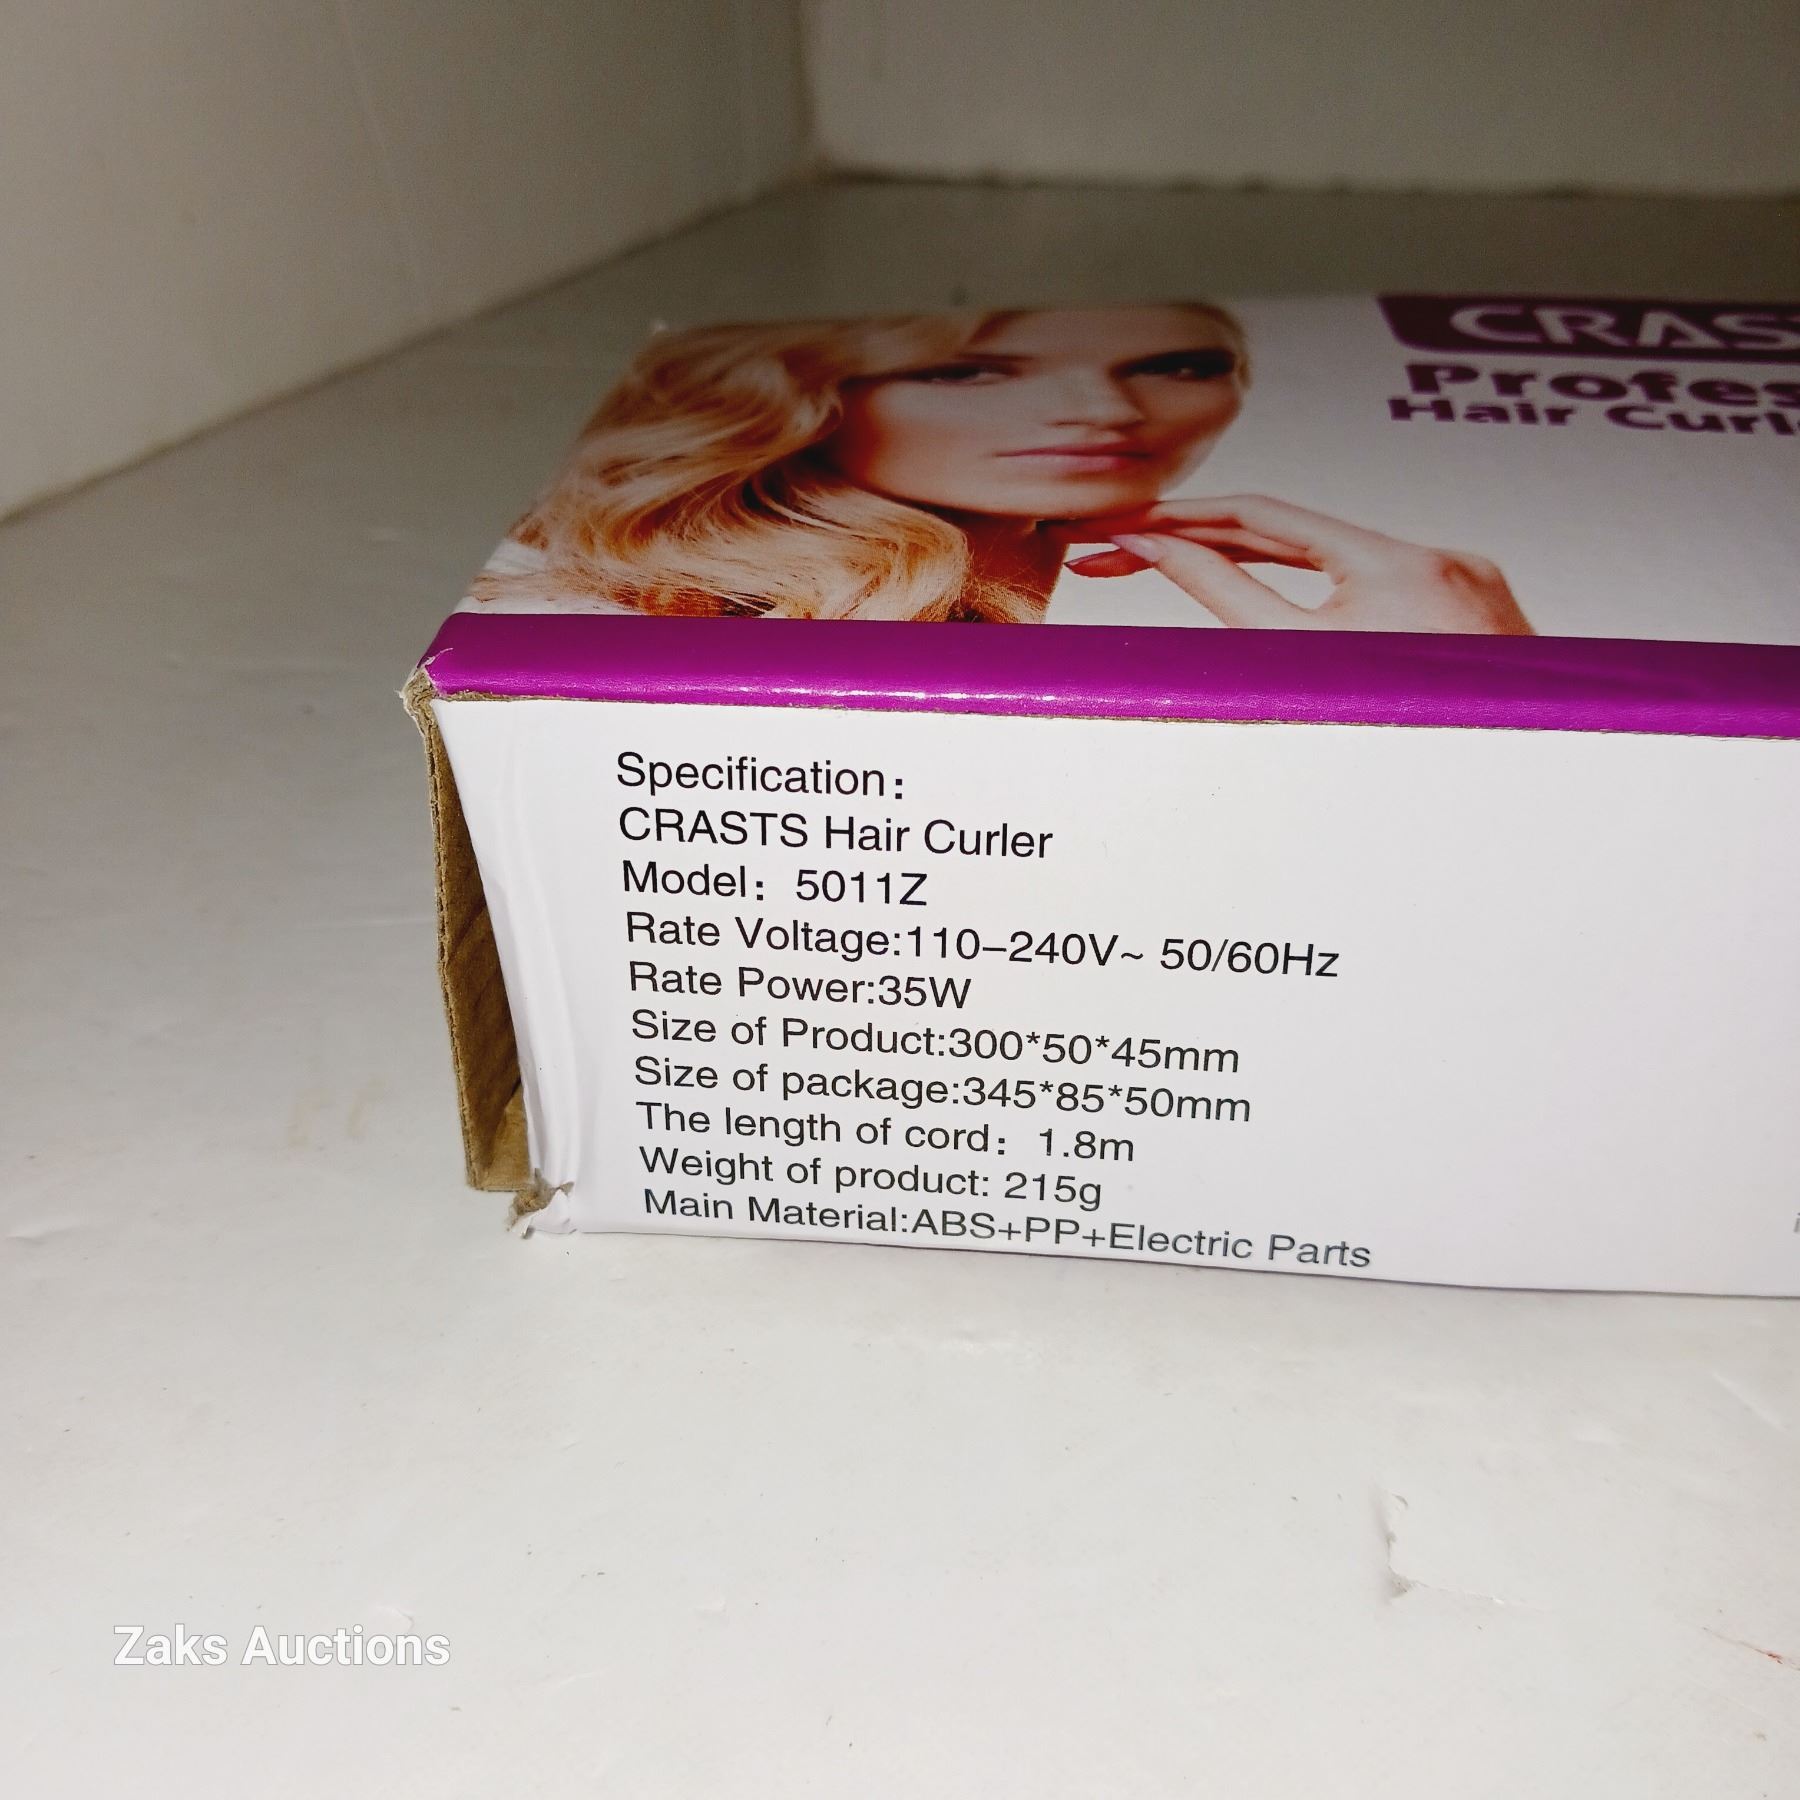 CRAS
Profes
Hair Curl
Specification:
CRASTS Hair Curler
Model: 5011Z
Rate Voltage:110–240V~ 50/60Hz
Rate Power:35W
Size of Product:300*50*45mm
Size of package:345*85*50mm
The length of cord: 1.8m
Weight of product: 215g
Main Material:ABS+PP+Electric Parts
Zaks Auctions